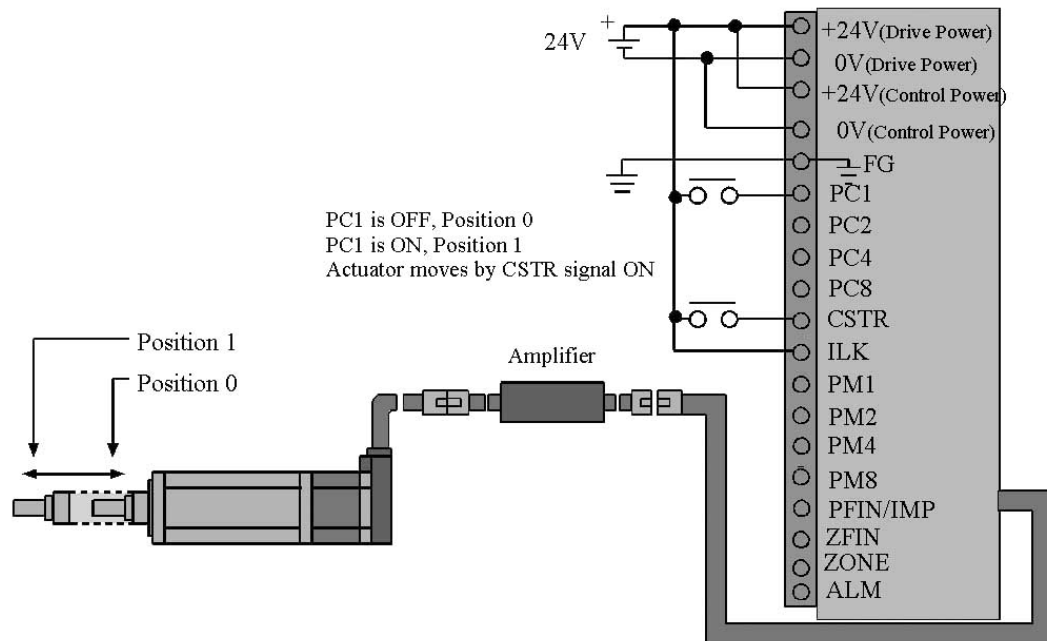 +
24V
+24V(Drive Power)
0V(Drive Power)
+24V(Control Power)
0V(Control Power)
FG
PC1
PC2
PC4
PC8
CSTR
ILK
PM1
PM2
PM4
PM8
PFIN/IMP
ZFIN
ZONE
ALM
PC1 is OFF, Position 0
PC1 is ON, Position 1
Actuator moves by CSTR signal ON
Position 1
Position 0
Amplifier